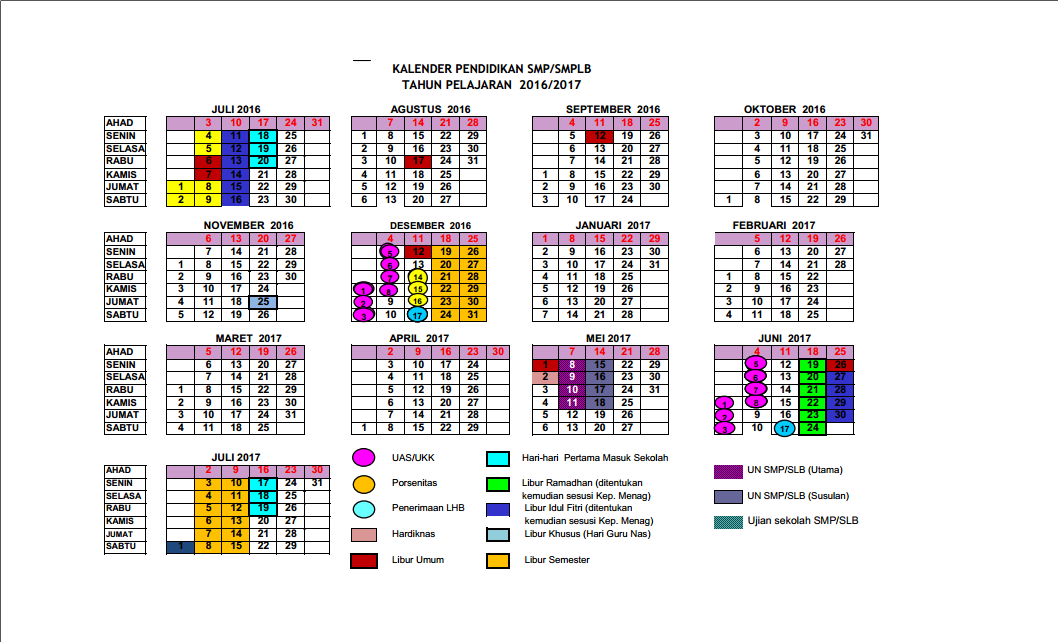 KALENDER PENDIDIKAN SMP/SMPLB
TAHUN PELAJARAN 2016/2017
JULI 2016 AGUSTUS 2016 SEPTEMBER 2016 OKTOBER 2016
AHAD 3 10 17 24 31 7 14 21 28 4 11 18 25 2 9 16 23 30
SENIN 4 11 18 25 1 8 15 22 29 5 12 19 26 3 10 17 24 31
SELASA 5 12 19 26 2 9 16 23 30 6 13 20 27 4 11 18 25
RABU 6 13 20 27 3 10 17 24 31 7 14 21 28 5 12 19 26
KAMIS 7 14 21 28 4 11 18 25 1 8 15 22 29 6 13 20 27
JUMAT 1 8 15 22 29 5 12 19 26 2 9 16 23 30 7 14 21 28
SABTU 2 9 16 23 30 6 13 20 27 3 10 17 24 1 8 15 22 29
NOVEMBER 2016 DESEMBER 2016 JANUARI 2017 FEBRUARI 2017
AHAD 6 13 20 27 4 11 18 25 1 8 15 22 29 5 12 19 26
SENIN 7 14 21 28 5 12 19 26 2 9 16 23 30 6 13 20 27
SELASA 1 8 15 22 29 6 13 20 27 3 10 17 24 31 7 14 21 28
RABU 2 9 16 23 30 7 14 21 28 4 11 18 25 1 8 15 22
KAMIS 3 10 17 24 1 8 15 22 29 5 12 19 26 2 9 16 23
JUMAT 4 11 18 25 2 9 16 23 30 6 13 20 27 3 10 17 24
SABTU 5 12 19 26 3 10 17 24 31 7 14 21 28 4 11 18 25
MARET 2017 APRIL 2017 MEI 2017 JUNI 2017
AHAD 5 12 19 26 2 9 16 23 30 7 14 21 28 4 11 18 25
SENIN 6 13 20 27 3 10 17 24 1 8 15 22 29 5 12 19 26
SELASA 7 14 21 28 4 11 18 25 2 9 16 23 30 6 13 20 27
RABU 1 8 15 22 29 5 12 19 26 3 10 17 24 31 7 14 21 28
KAMIS 2 9 16 23 30 6 13 20 27 4 11 18 25 1 8 15 22 29
JUMAT 3 10 17 24 31 7 14 21 28 5 12 19 26 2 9 16 23 30
SABTU 4 11 18 25 1 8 15 22 29 6 13 20 27 3 10 17 24
JULI 2017
AHAD 2 9 16 23 30
SENIN 3 10 17 24 31
SELASA 4 11 18 25
RABU 5 12 19 26
KAMIS 6 13 20 27
JUMAT 7 14 21 28
SABTU 1 8 15 22 29
UAS/UKK
Porsenitas
Penerimaan LHB
Hardiknas
Libur Umum
Hari-hari Pertama Masuk Sekolah
Libur Ramadhan (ditentukan
kemudian sesusi Kep. Menag)
Libur Idul Fitri (ditentukan
kemudian sesusi Kep. Menag)
Libur Khusus (Hari Guru Nas)
Libur Semester
UN SMP/SLB (Utama)
UN SMP/SLB (Susulan)
Ujian sekolah SMP/SLB